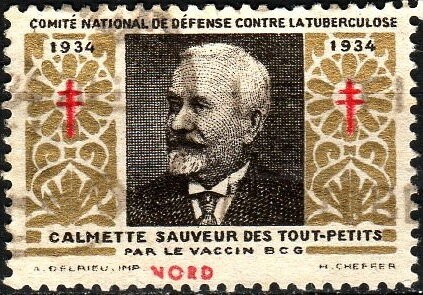 COMITÉ NATIONAL DE DÉFENSE CONTRE LA TUBERCULOSE
1934 1934
CALMETTE SAUVEUR DES TOUT-PETITS
PAR LE VACCIN BCG
A. DELRIEU, IMP. NORD H. CHEFFER